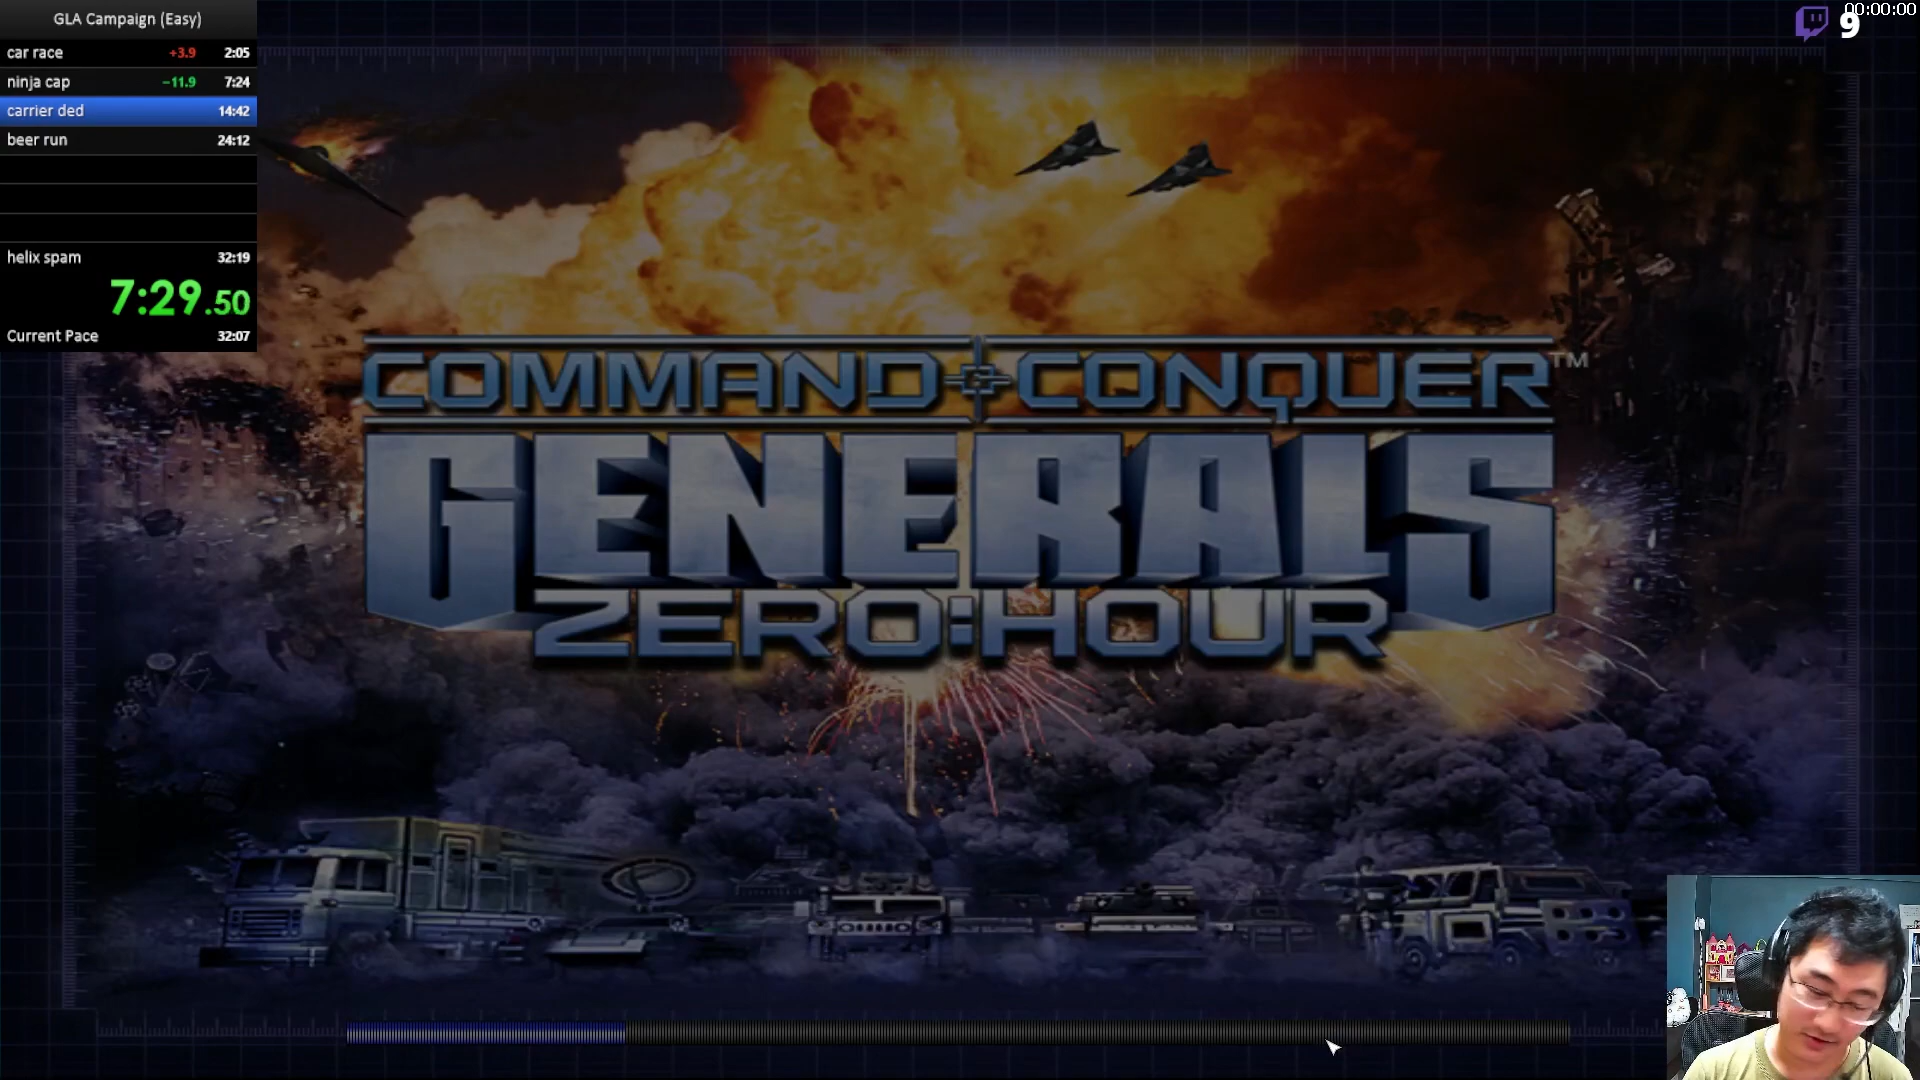 GLA Campaign (Easy)
car race +3.9 2:05
ninja cap −11.9 7:24
carrier ded 14:42
beer run 24:12
helix spam 32:19
7:29.50
Current Pace 32:07
00:00:00
9
COMMAND CONQUER™
GENERALS
ZERO:HOUR